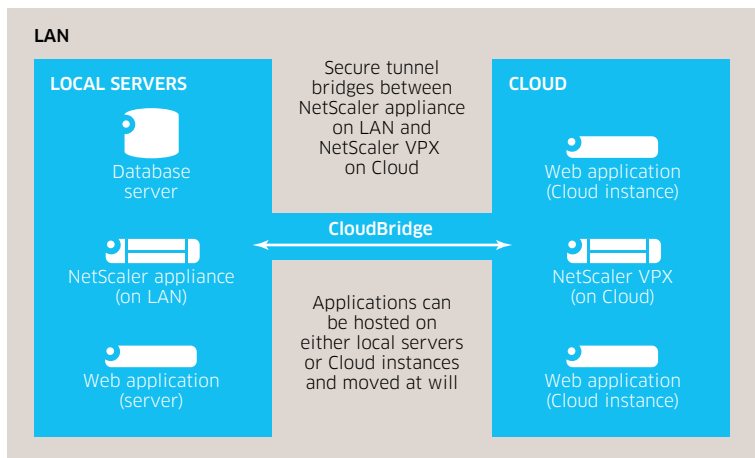 LAN
LOCAL SERVERS
Database
server
NetScaler appliance
(on LAN)
Web application
(server)
Secure tunnel
bridges between
NetScaler appliance
on LAN and
NetScaler VPX
on Cloud
CloudBridge
Applications can
be hosted on
either local servers
or Cloud instances
and moved at will
CLOUD
Web application
(Cloud instance)
NetScaler VPX
(on Cloud)
Web application
(Cloud instance)